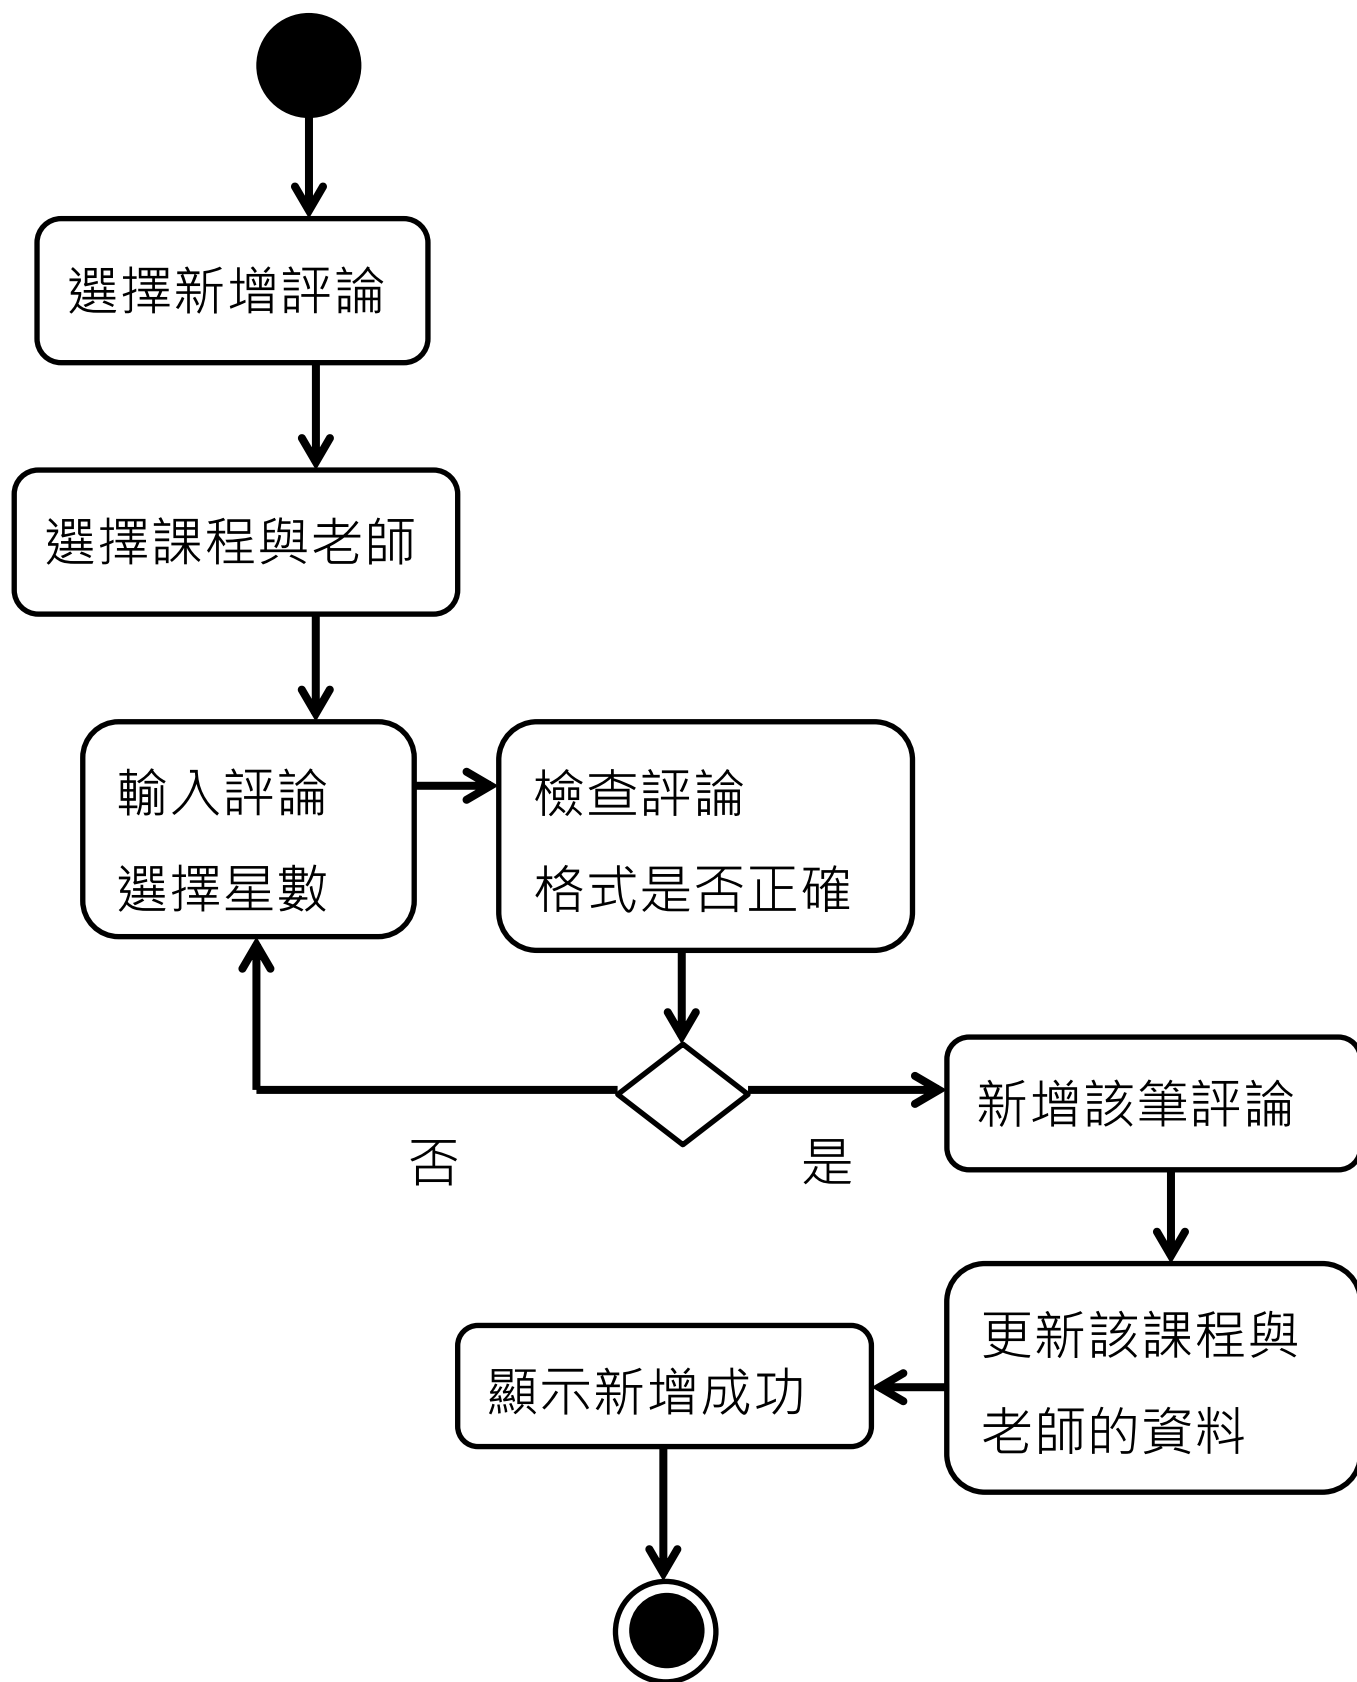 選擇新增評論
選擇課程與老師
輸入評論
選擇星數
檢查評論
格式是否正確
否
是
新增該筆評論
更新該課程與
老師的資料
顯示新增成功